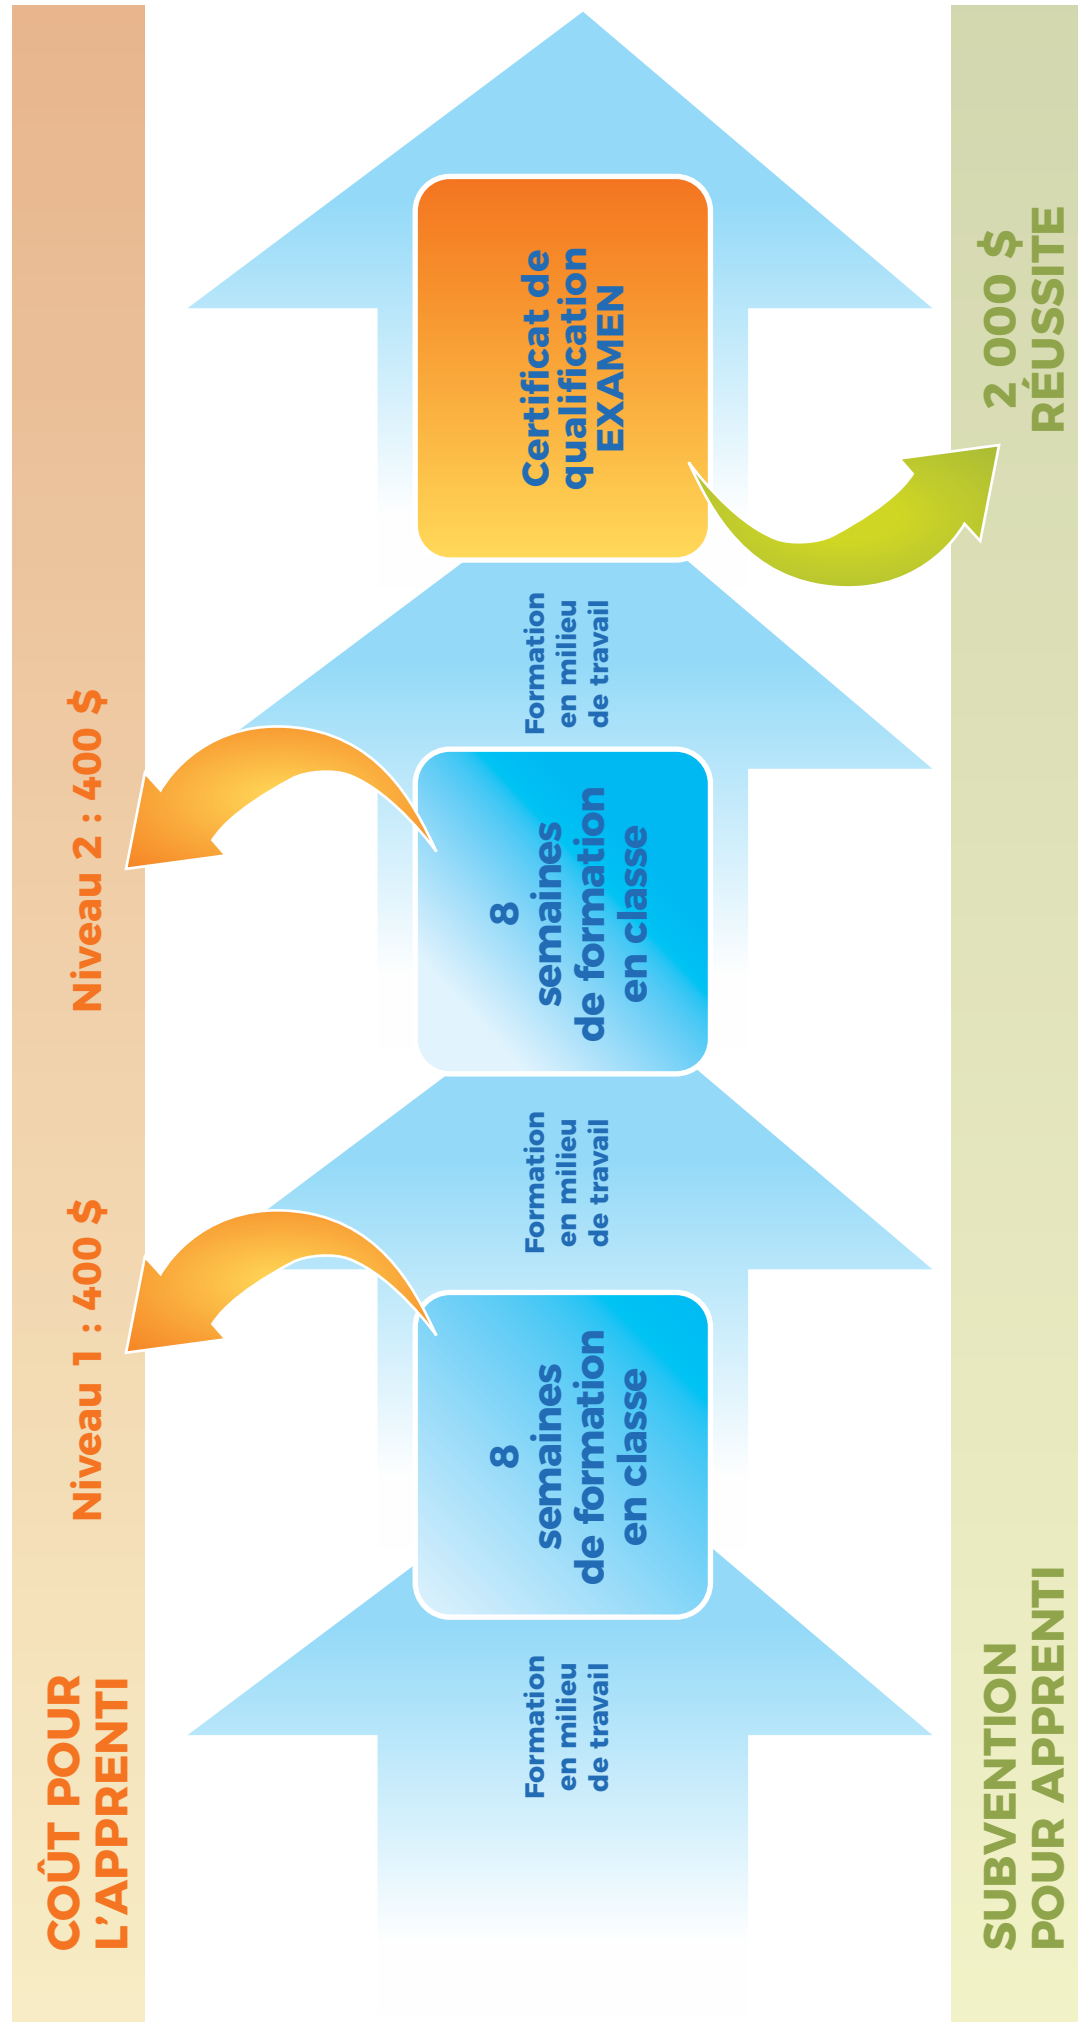 COÛT POUR
L’APPRENTI
Niveau 1 : 400 $
Niveau 2 : 400 $
Formation
en milieu
de travail
8
semaines
de formation
en classe
Formation
en milieu
de travail
8
semaines
de formation
en classe
Formation
en milieu
de travail
Certificat de
qualification
EXAMEN
SUBVENTION
POUR APPRENTI
2 000 $
RÉUSSITE